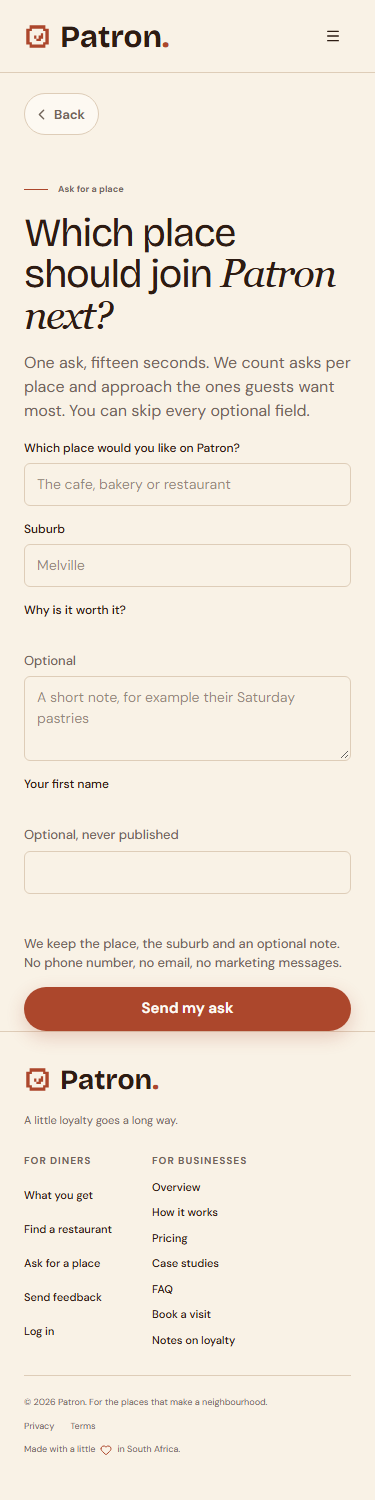 Patron.
Back
Ask for a place
Which place
should join Patron
next?
One ask, fifteen seconds. We count asks per
place and approach the ones guests want
most. You can skip every optional field.
Which place would you like on Patron?
The cafe, bakery or restaurant
Suburb
Melville
Why is it worth it?
Optional
A short note, for example their Saturday
pastries
Your first name
Optional, never published
We keep the place, the suburb and an optional note.
No phone number, no email, no marketing messages.
Send my ask
Patron.
A little loyalty goes a long way.
FOR DINERS
What you get
Find a restaurant
Ask for a place
Send feedback
Log in
FOR BUSINESSES
Overview
How it works
Pricing
Case studies
FAQ
Book a visit
Notes on loyalty
© 2026 Patron. For the places that make a neighbourhood.
Privacy Terms
Made with a little in South Africa.